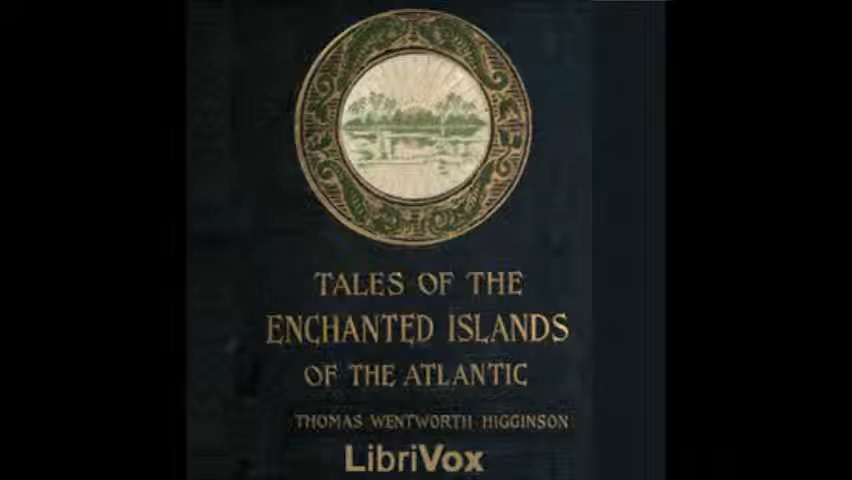 TALES OF THE
ENCHANTED ISLANDS
OF THE ATLANTIC
THOMAS WENTWORTH HIGGINSON
LibriVox